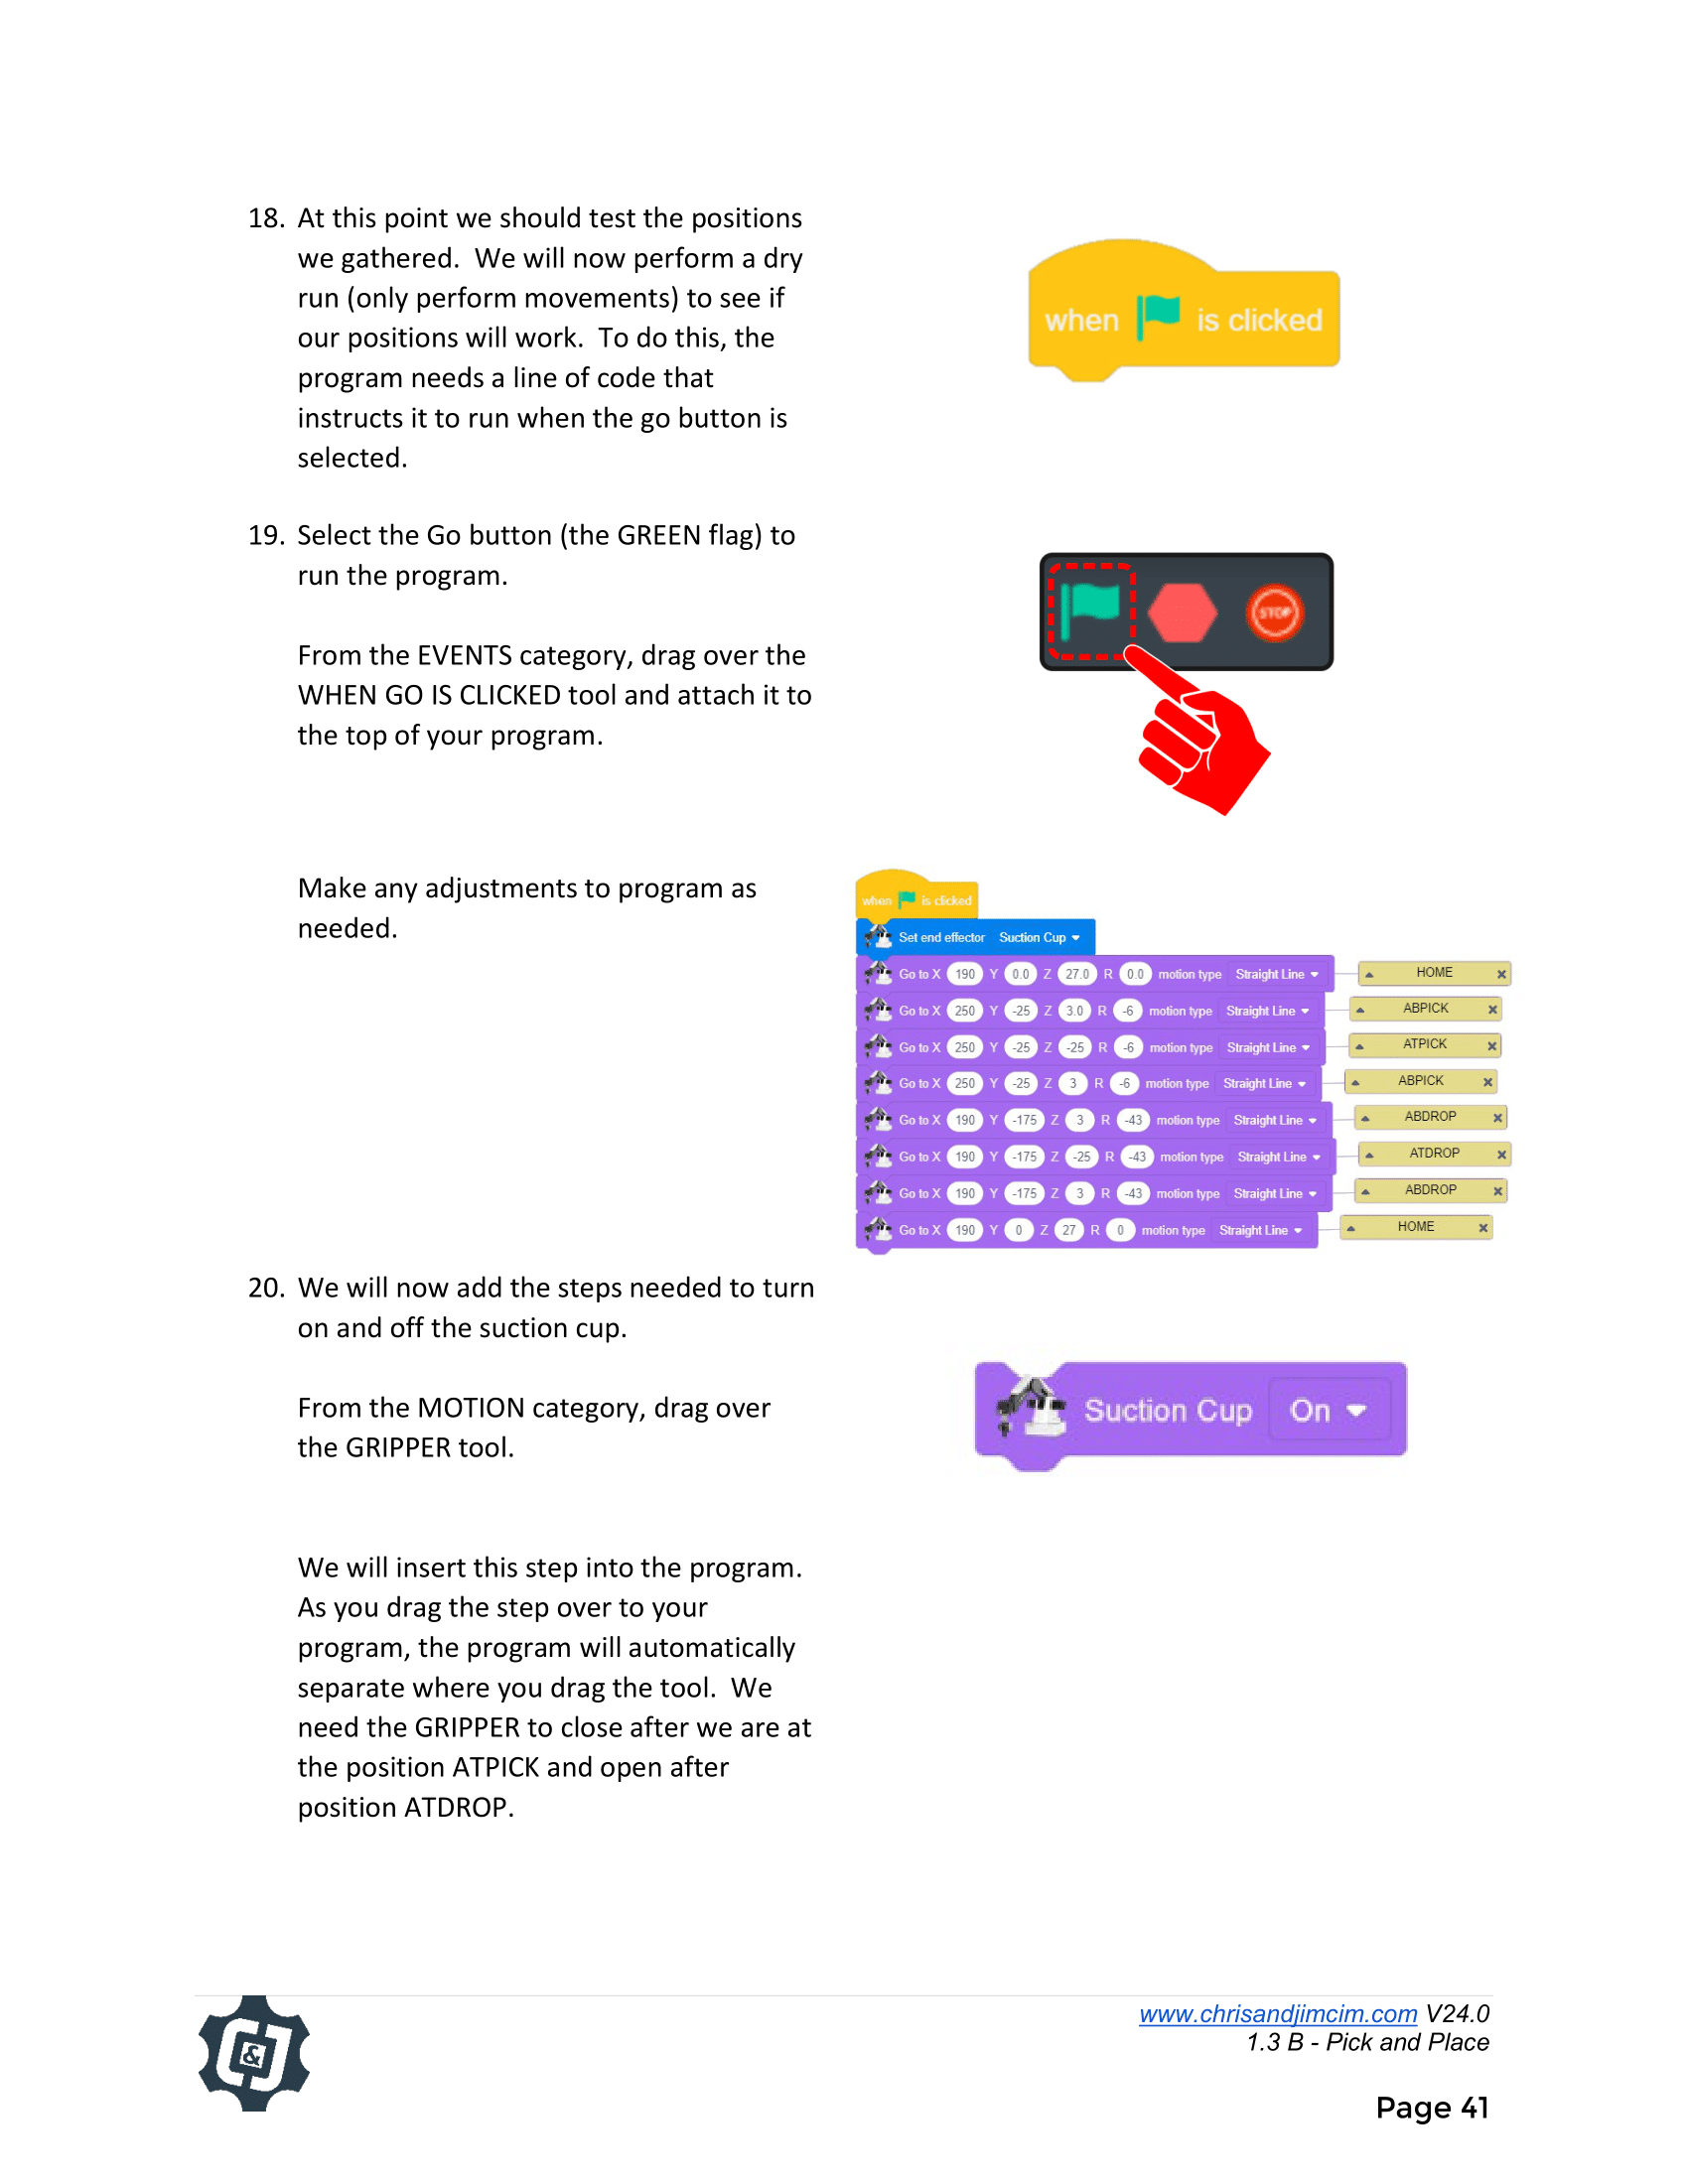 18. At this point we should test the positions
we gathered.  We will now perform a dry
run (only perform movements) to see if
our positions will work.  To do this, the
program needs a line of code that
instructs it to run when the go button is
selected.
when is clicked
19. Select the Go button (the GREEN flag) to
run the program.
STOP
From the EVENTS category, drag over the
WHEN GO IS CLICKED tool and attach it to
the top of your program.
Make any adjustments to program as
needed.
when is clicked
Set end effector Suction Cup
Go to X 190 Y 0.0 Z 27.0 R 0.0 motion type Straight Line HOME
Go to X 250 Y -25 Z 3.0 R -6 motion type Straight Line ABPICK
Go to X 250 Y -25 Z -25 R -6 motion type Straight Line ATPICK
Go to X 250 Y -25 Z 3 R -6 motion type Straight Line ABPICK
Go to X 190 Y -175 Z 3 R -43 motion type Straight Line ABDROP
Go to X 190 Y -175 Z -25 R -43 motion type Straight Line ATDROP
Go to X 190 Y -175 Z 3 R -43 motion type Straight Line ABDROP
Go to X 190 Y 0 Z 27 R 0 motion type Straight Line HOME
20. We will now add the steps needed to turn
on and off the suction cup.
From the MOTION category, drag over
the GRIPPER tool.
Suction Cup On
We will insert this step into the program.
As you drag the step over to your
program, the program will automatically
separate where you drag the tool.  We
need the GRIPPER to close after we are at
the position ATPICK and open after
position ATDROP.
C&J
www.chrisandjimcim.com V24.0
1.3 B - Pick and Place
Page 41